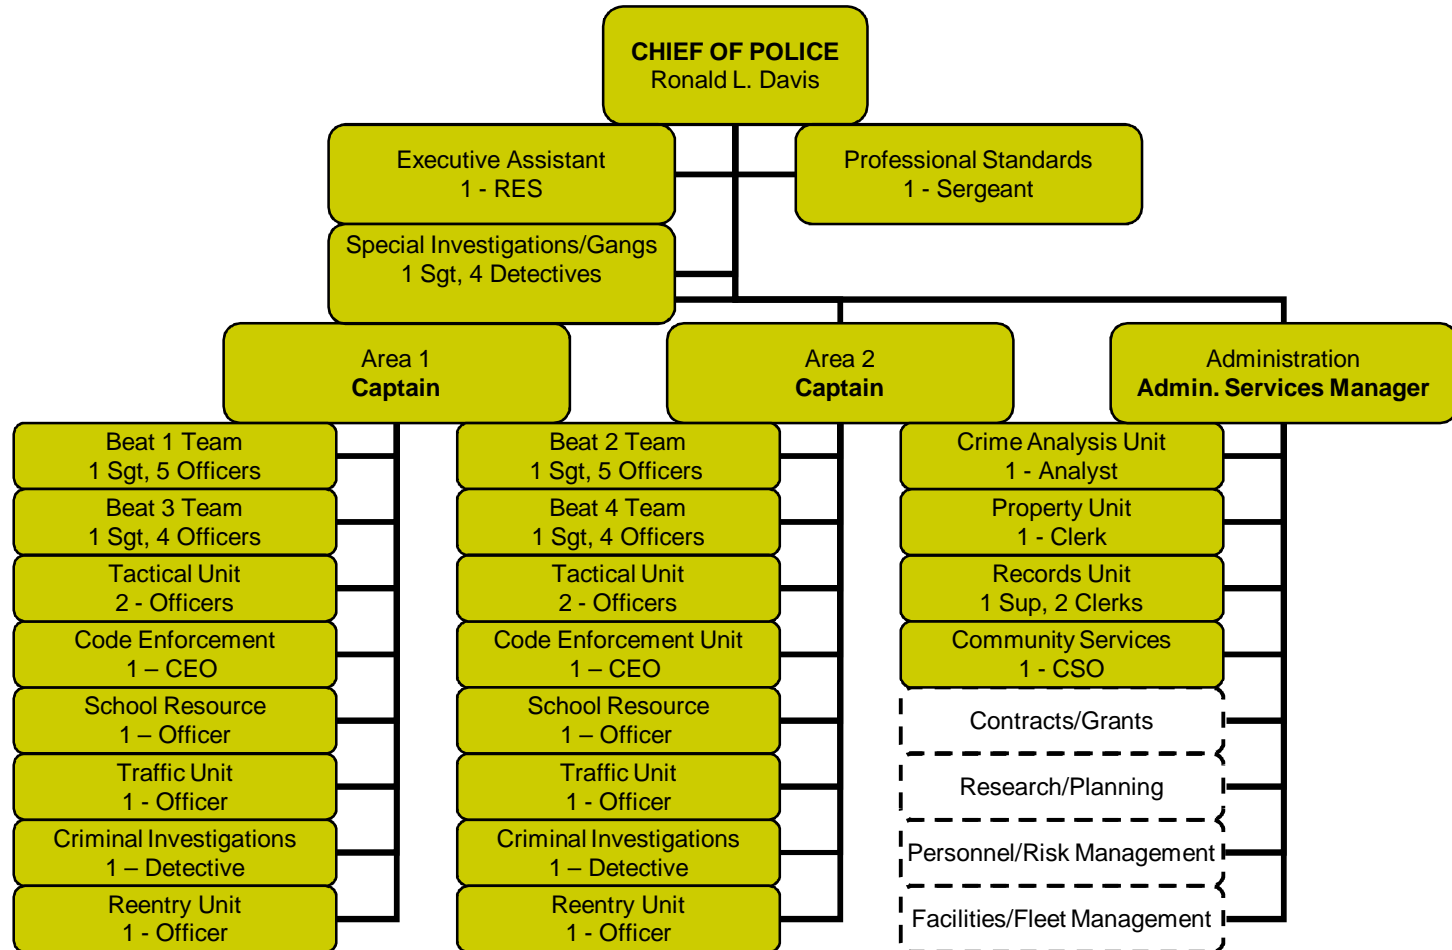 CHIEF OF POLICE
Ronald L. Davis
Executive Assistant
1 - RES
Professional Standards
1 - Sergeant
Special Investigations/Gangs
1 Sgt, 4 Detectives
Area 1
Captain
Area 2
Captain
Administration
Admin. Services Manager
Beat 1 Team
1 Sgt, 5 Officers
Beat 3 Team
1 Sgt, 4 Officers
Tactical Unit
2 - Officers
Code Enforcement
1 – CEO
School Resource
1 – Officer
Traffic Unit
1 - Officer
Criminal Investigations
1 – Detective
Reentry Unit
1 - Officer
Beat 2 Team
1 Sgt, 5 Officers
Beat 4 Team
1 Sgt, 4 Officers
Tactical Unit
2 - Officers
Code Enforcement Unit
1 – CEO
School Resource
1 – Officer
Traffic Unit
1 - Officer
Criminal Investigations
1 – Detective
Reentry Unit
1 - Officer
Crime Analysis Unit
1 - Analyst
Property Unit
1 - Clerk
Records Unit
1 Sup, 2 Clerks
Community Services
1 - CSO
Contracts/Grants
Research/Planning
Personnel/Risk Management
Facilities/Fleet Management